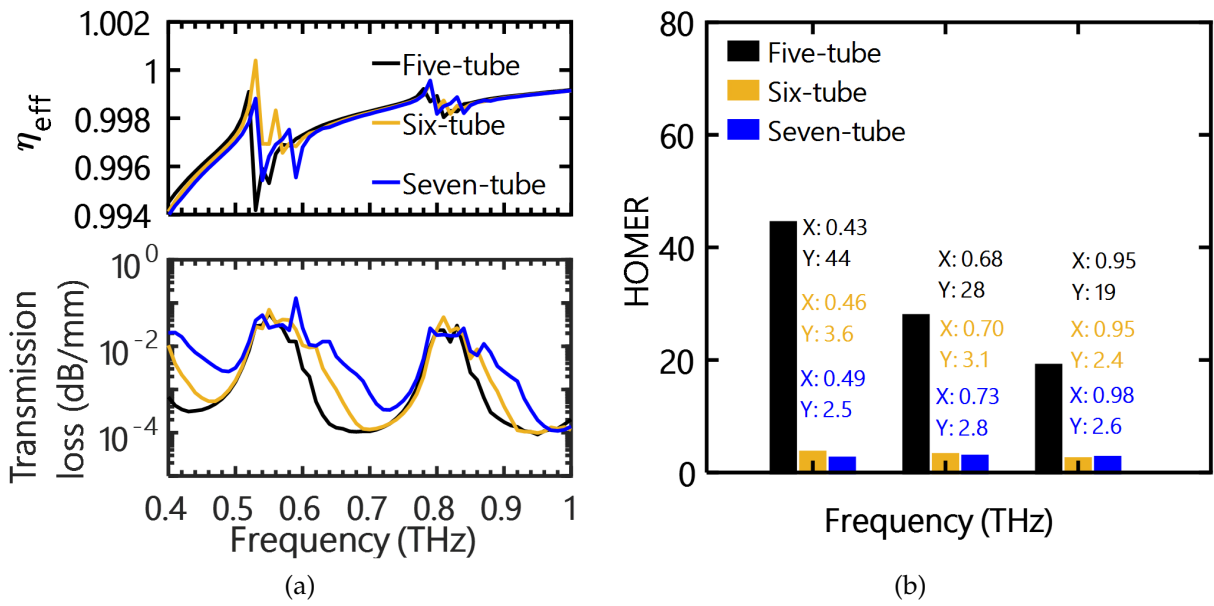 1.002
1
0.998
0.996
0.994
η_eff
Five-tube
Six-tube
Seven-tube
10^0
10^-2
10^-4
Transmission
loss (dB/mm)
0.4 0.5 0.6 0.7 0.8 0.9 1
Frequency (THz)
(a)
80
60
40
20
0
HOMER
Five-tube
Six-tube
Seven-tube
X: 0.43
Y: 44
X: 0.46
Y: 3.6
X: 0.49
Y: 2.5
X: 0.68
Y: 28
X: 0.70
Y: 3.1
X: 0.73
Y: 2.8
X: 0.95
Y: 19
X: 0.95
Y: 2.4
X: 0.98
Y: 2.6
Frequency (THz)
(b)